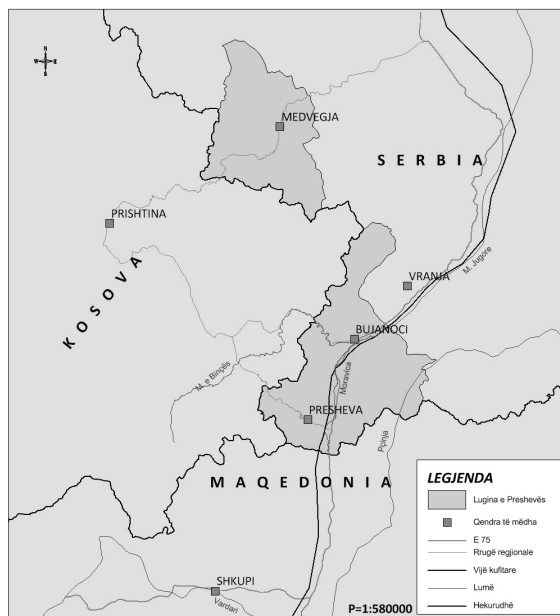 N
W
E
S
MEDVEGJA
SERBIA
PRISHTINA
KOSOVA
VRANJA
M. Jugore
BUJANOCI
M. e Binçës
Moravica
PRESHEVA
Pçinja
MAQEDONIA
SHKUPI
Vardari
P=1:580000
LEGJENDA
Lugina e Preshevës
Qendra të mëdha
E 75
Rrugë regjionale
Vijë kufitare
Lumë
Hekurudhë